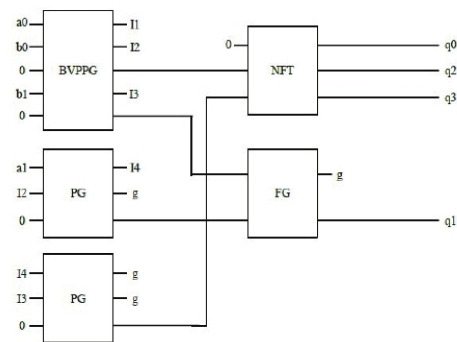 a0 I1
b0 I2 0 q0
0 BVPPG NFT q2
b1 I3 q3
0
a1 I4
I2 PG g FG g
0 q1
I4 g
I3 PG g
0